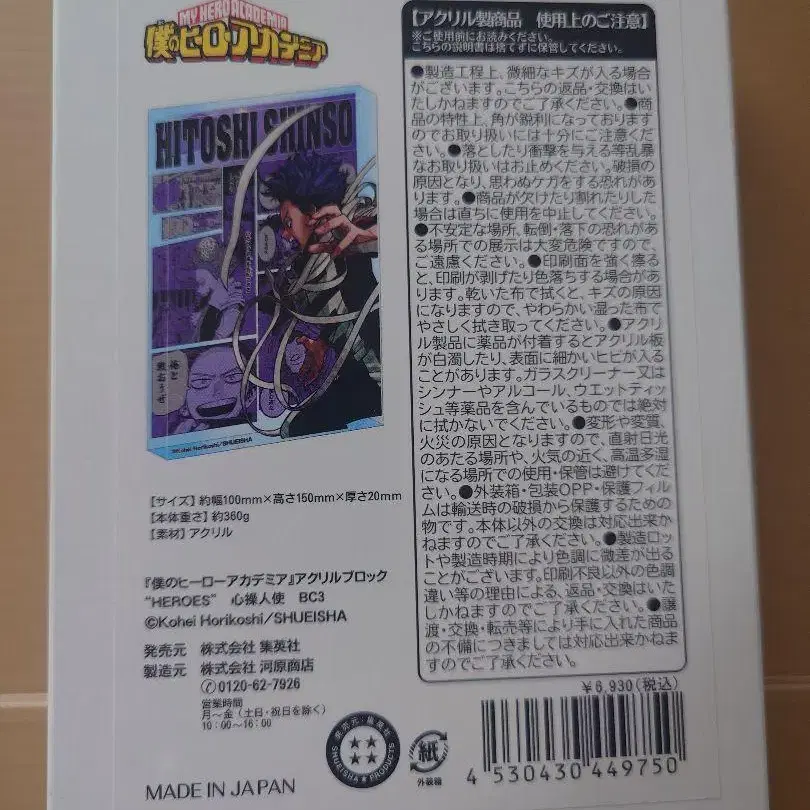 MY HERO ACADEMIA
僕のヒーローアカデミア
HITOSHI SHINSO
©Kohei Horikoshi/SHUEISHA
【サイズ】約幅100mm×高さ150mm×厚さ20mm
【本体重さ】約360g
【素材】アクリル
『僕のヒーローアカデミア』アクリルブロック
"HEROES" 心操人使 BC3
©Kohei Horikoshi/SHUEISHA
発売元 株式会社 集英社
製造元 株式会社 河原商店
0120-62-7926
営業時間
月～金(土日・祝日を除く)
10:00～16:00
MADE IN JAPAN
【アクリル製商品 使用上のご注意】
※ご使用前にお読みください。
こちらの説明書は捨てずに保管してください。
●製造工程上、微細なキズが入る場合
がございます。こちらの返品・交換はい
たしかねますのでご了承ください。●商
品の特性上、角が鋭利になっております
のでお取り扱いには十分にご注意くだ
さい。●落としたり衝撃を与える等乱暴
なお取り扱いはお止めください。破損の
原因となり、思わぬケガをする恐れがあ
ります。●商品が欠けたり割れたりした
場合は直ちに使用を中止してください。
●不安定な場所、転倒・落下の恐れがあ
る場所での展示は大変危険ですので、
ご遠慮ください。●印刷面を強く擦る
と、印刷が剥げたり色落ちする場合があ
ります。乾いた布で拭くと、キズの原因
になりますので、やわらかい湿った布で
やさしく拭き取ってください。●アクリ
ル製品に薬品が付着するとアクリル板
が白濁したり、表面に細かいヒビが入る
ことがあります。ガラスクリーナー又は
シンナーやアルコール、ウエットティッ
シュ等薬品を含んでいるものでは絶対
に拭かないでください。●変形や変質、
火災の原因となりますので、直射日光
のあたる場所や、火気の近く、高温多湿
になる場所での使用・保管は避けてくだ
さい。●外装箱・包装OPP・保護フィル
ムは輸送時の破損から保護するための
物です。本体以外の交換は対応出来か
ねますのでご了承ください。●製造ロッ
トや製造時期により色調に微差が出る
ことがございます。印刷不良以外の色調
違い等の理由による、返品・交換はいた
しかねますのでご了承ください。●譲
渡・交換・転売等により手に入れた商品
の不備につきましては対応出来かねま
すのでご了承ください。
¥6,930(税込)
発売元・集英社
SHUEISHA PRODUCTS
紙
外装箱
4 530430 449750